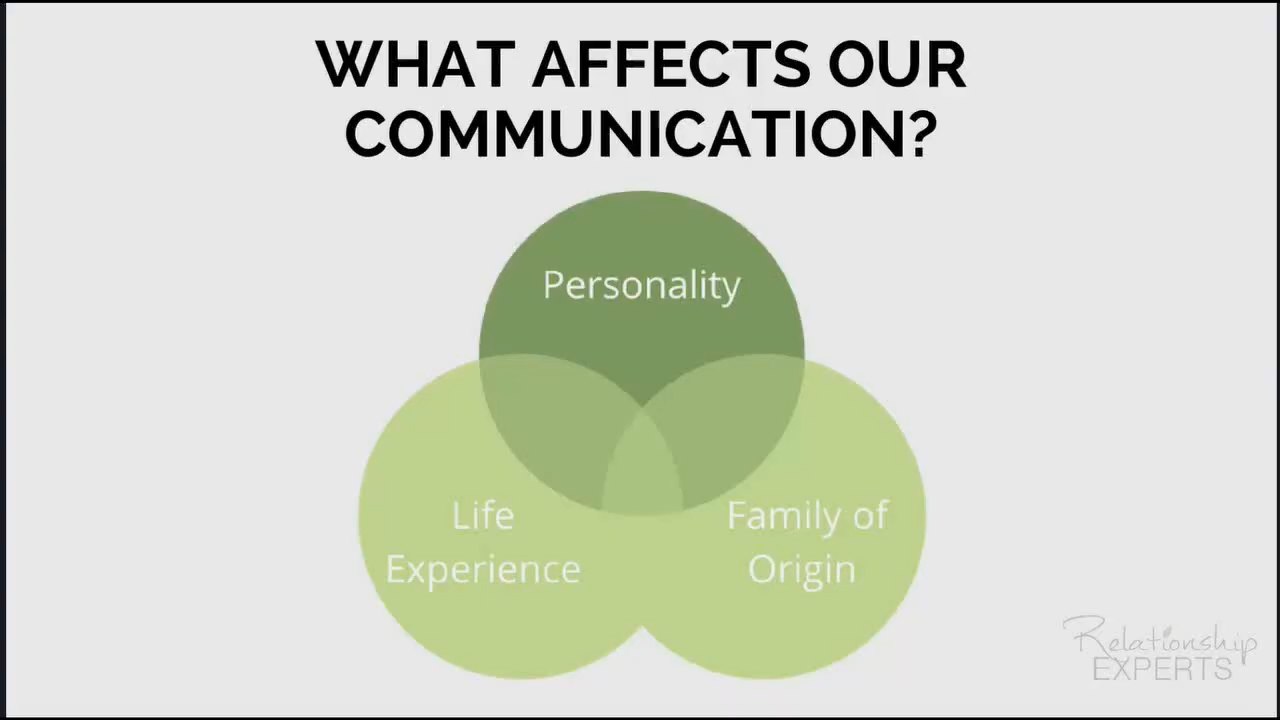 WHAT AFFECTS OUR
COMMUNICATION?
Personality
Life
Experience
Family of
Origin
Relationship
EXPERTS